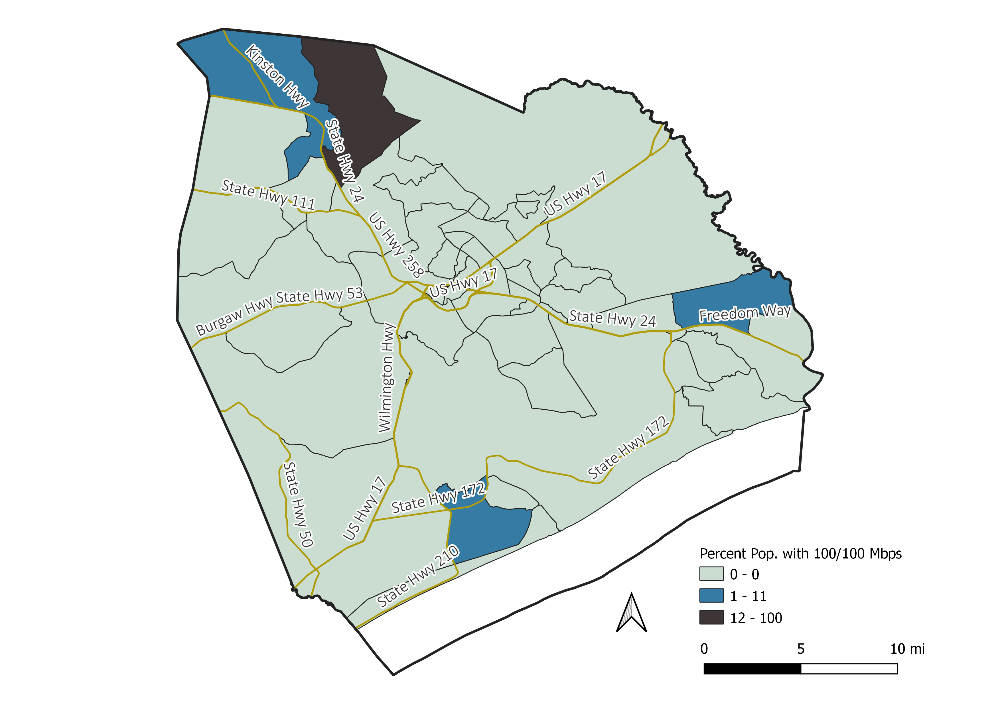 Kinston Hwy
State Hwy 24
State Hwy 111
US Hwy 17
US Hwy 258
US Hwy 17
State Hwy 53
Burgaw Hwy
Freedom Way
State Hwy 24
Wilmington Hwy
State Hwy 172
State Hwy 50
US Hwy 17
State Hwy 172
State Hwy 210
Percent Pop. with 100/100 Mbps
0 - 0
1 - 11
12 - 100
0 5 10 mi